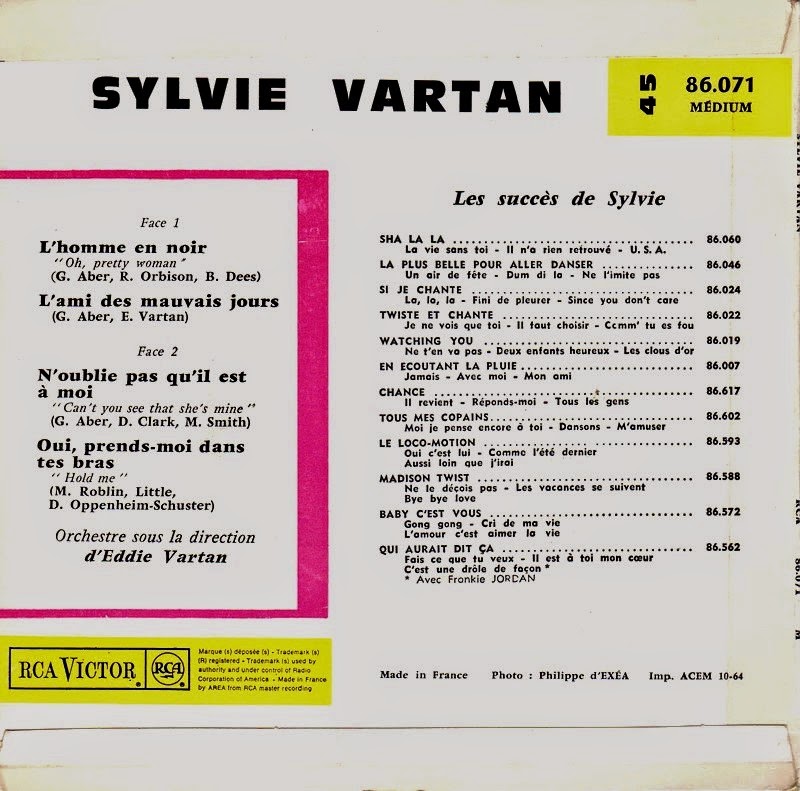 SYLVIE VARTAN
45
86.071
MÉDIUM
Face 1
L'homme en noir
"Oh, pretty woman"
(G. Aber, R. Orbison, B. Dees)
L'ami des mauvais jours
(G. Aber, E. Vartan)
Face 2
N'oublie pas qu'il est
à moi
"Can't you see that she's mine"
(G. Aber, D. Clark, M. Smith)
Oui, prends-moi dans
tes bras
"Hold me"
(M. Roblin, Little,
D. Oppenheim-Schuster)
Orchestre sous la direction
d'Eddie Vartan
Les succès de Sylvie
SHA LA LA ........ 86.060
La vie sans toi - Il n'a rien retrouvé - U.S.A.
LA PLUS BELLE POUR ALLER DANSER ........ 86.046
Un air de fête - Dum di la - Ne l'imite pas
SI JE CHANTE ........ 86.024
La, la, la - Fini de pleurer - Since you don't care
TWISTE ET CHANTE ........ 86.022
Je ne vois que toi - Il faut choisir - Comm' tu es fou
WATCHING YOU ........ 86.019
Ne t'en va pas - Deux enfants heureux - Les clous d'or
EN ECOUTANT LA PLUIE ........ 86.007
Jamais - Avec moi - Mon ami
CHANCE ........ 86.617
Il revient - Réponds-moi - Tous les gens
TOUS MES COPAINS ........ 86.602
Moi je pense encore à toi - Dansons - M'amuser
LE LOCO-MOTION ........ 86.593
Oui c'est lui - Comme l'été dernier
Aussi loin que j'irai
MADISON TWIST ........ 86.588
Ne le déçois pas - Les vacances se suivent
Bye bye love
BABY C'EST VOUS ........ 86.572
Gong gong - Cri de ma vie
L'amour c'est aimer la vie
QUI AURAIT DIT ÇA ........ 86.562
Fais ce que tu veux - Il est à toi mon cœur
C'est une drôle de façon *
* Avec Frankie JORDAN
RCA VICTOR
RCA
Marque (s) déposée (s) - Trademark (s)
(R) registered - Trademark (s) used by
authority and under control of Radio
Corporation of America - Made in France
by AREA from RCA master recording
Made in France Photo : Philippe d'EXÉA Imp. ACEM 10-64
SYLVIE VARTAN
RCA
86.071
M